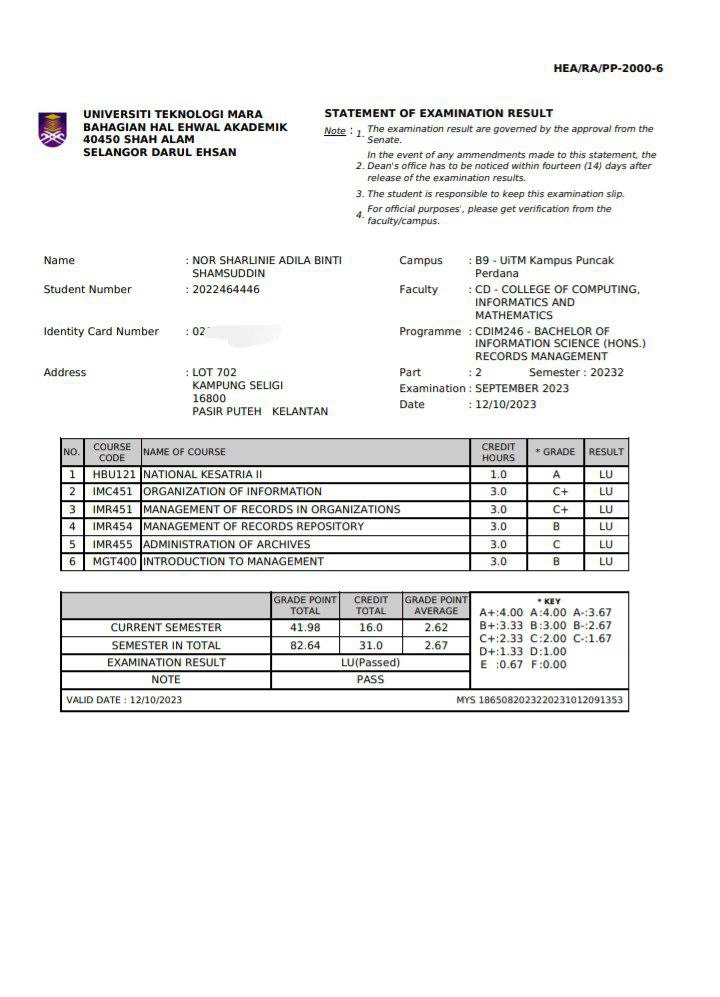 HEA/RA/PP-2000-6
UNIVERSITI TEKNOLOGI MARA
BAHAGIAN HAL EHWAL AKADEMIK
40450 SHAH ALAM
SELANGOR DARUL EHSAN
STATEMENT OF EXAMINATION RESULT
Note : 1. The examination result are governed by the approval from the
Senate.
In the event of any ammendments made to this statement, the
2. Dean's office has to be noticed within fourteen (14) days after
release of the examination results.
3. The student is responsible to keep this examination slip.
4. For official purposes', please get verification from the
faculty/campus.
Name : NOR SHARLINIE ADILA BINTI
SHAMSUDDIN
Student Number : 2022464446
Identity Card Number : 02
Address : LOT 702
KAMPUNG SELIGI
16800
PASIR PUTEH KELANTAN
Campus : B9 - UiTM Kampus Puncak
Perdana
Faculty : CD - COLLEGE OF COMPUTING,
INFORMATICS AND
MATHEMATICS
Programme : CDIM246 - BACHELOR OF
INFORMATION SCIENCE (HONS.)
RECORDS MANAGEMENT
Part : 2 Semester : 20232
Examination : SEPTEMBER 2023
Date : 12/10/2023
NO. COURSE CODE NAME OF COURSE CREDIT HOURS * GRADE RESULT
1 HBU121 NATIONAL KESATRIA II 1.0 A LU
2 IMC451 ORGANIZATION OF INFORMATION 3.0 C+ LU
3 IMR451 MANAGEMENT OF RECORDS IN ORGANIZATIONS 3.0 C+ LU
4 IMR454 MANAGEMENT OF RECORDS REPOSITORY 3.0 B LU
5 IMR455 ADMINISTRATION OF ARCHIVES 3.0 C LU
6 MGT400 INTRODUCTION TO MANAGEMENT 3.0 B LU
GRADE POINT TOTAL CREDIT TOTAL GRADE POINT AVERAGE
CURRENT SEMESTER 41.98 16.0 2.62
SEMESTER IN TOTAL 82.64 31.0 2.67
EXAMINATION RESULT LU(Passed)
NOTE PASS
* KEY
A+:4.00 A:4.00 A-:3.67
B+:3.33 B:3.00 B-:2.67
C+:2.33 C:2.00 C-:1.67
D+:1.33 D:1.00
E :0.67 F:0.00
VALID DATE : 12/10/2023 MYS 1865082023220231012091353